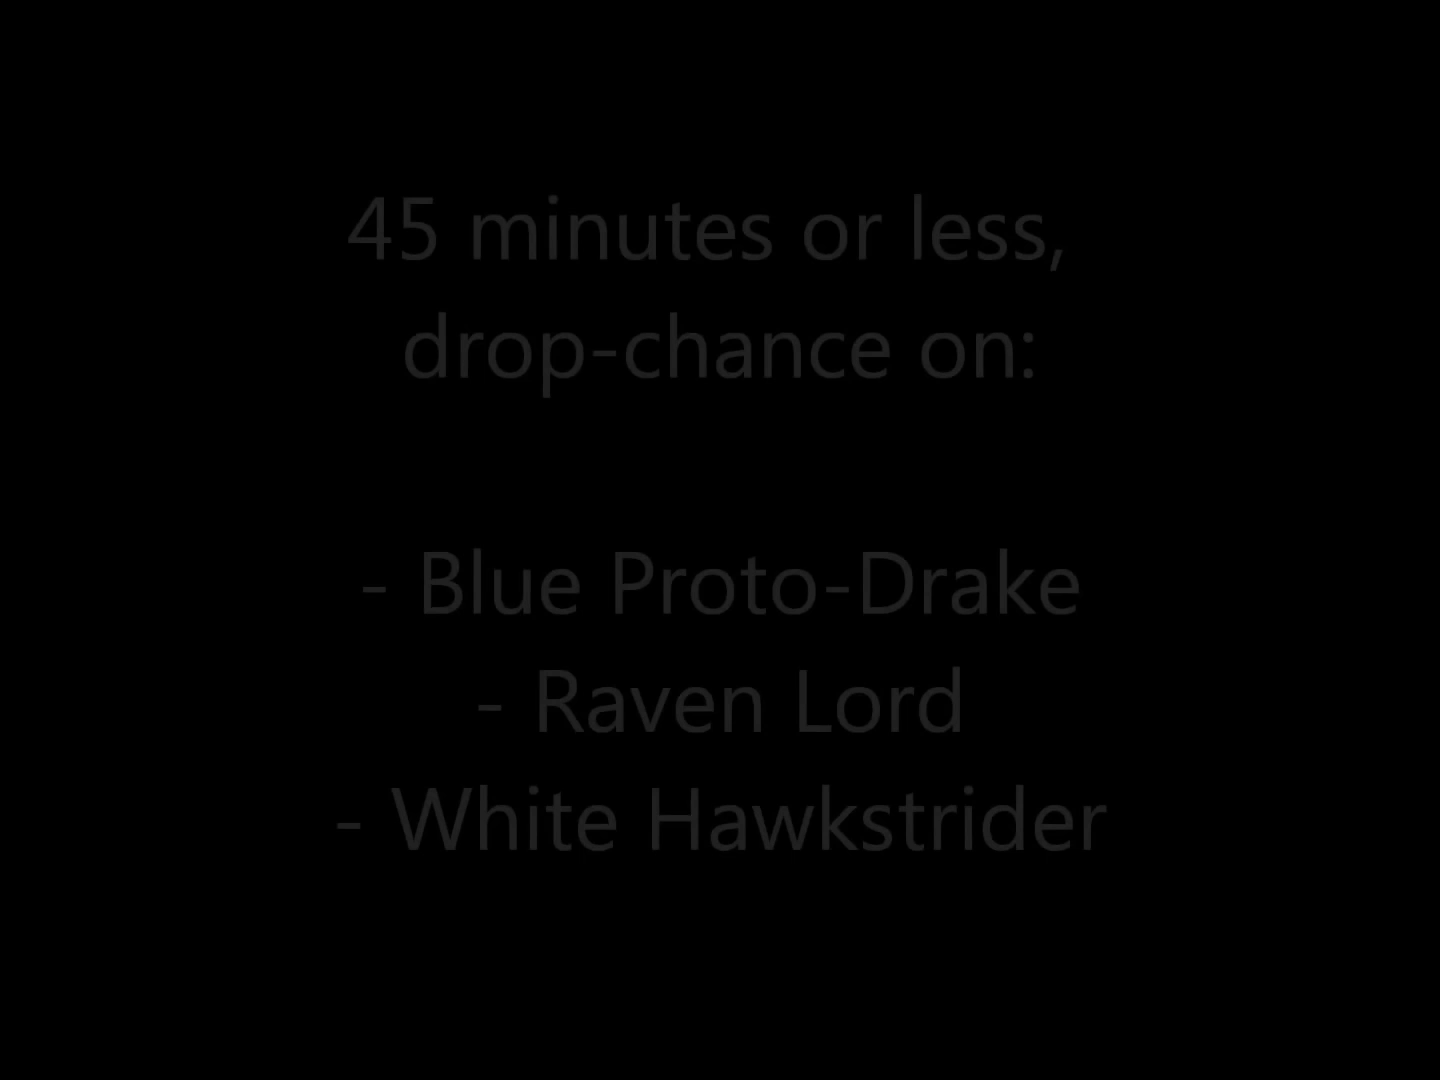 45 minutes or less,
drop-chance on:
- Blue Proto-Drake
- Raven Lord
- White Hawkstrider